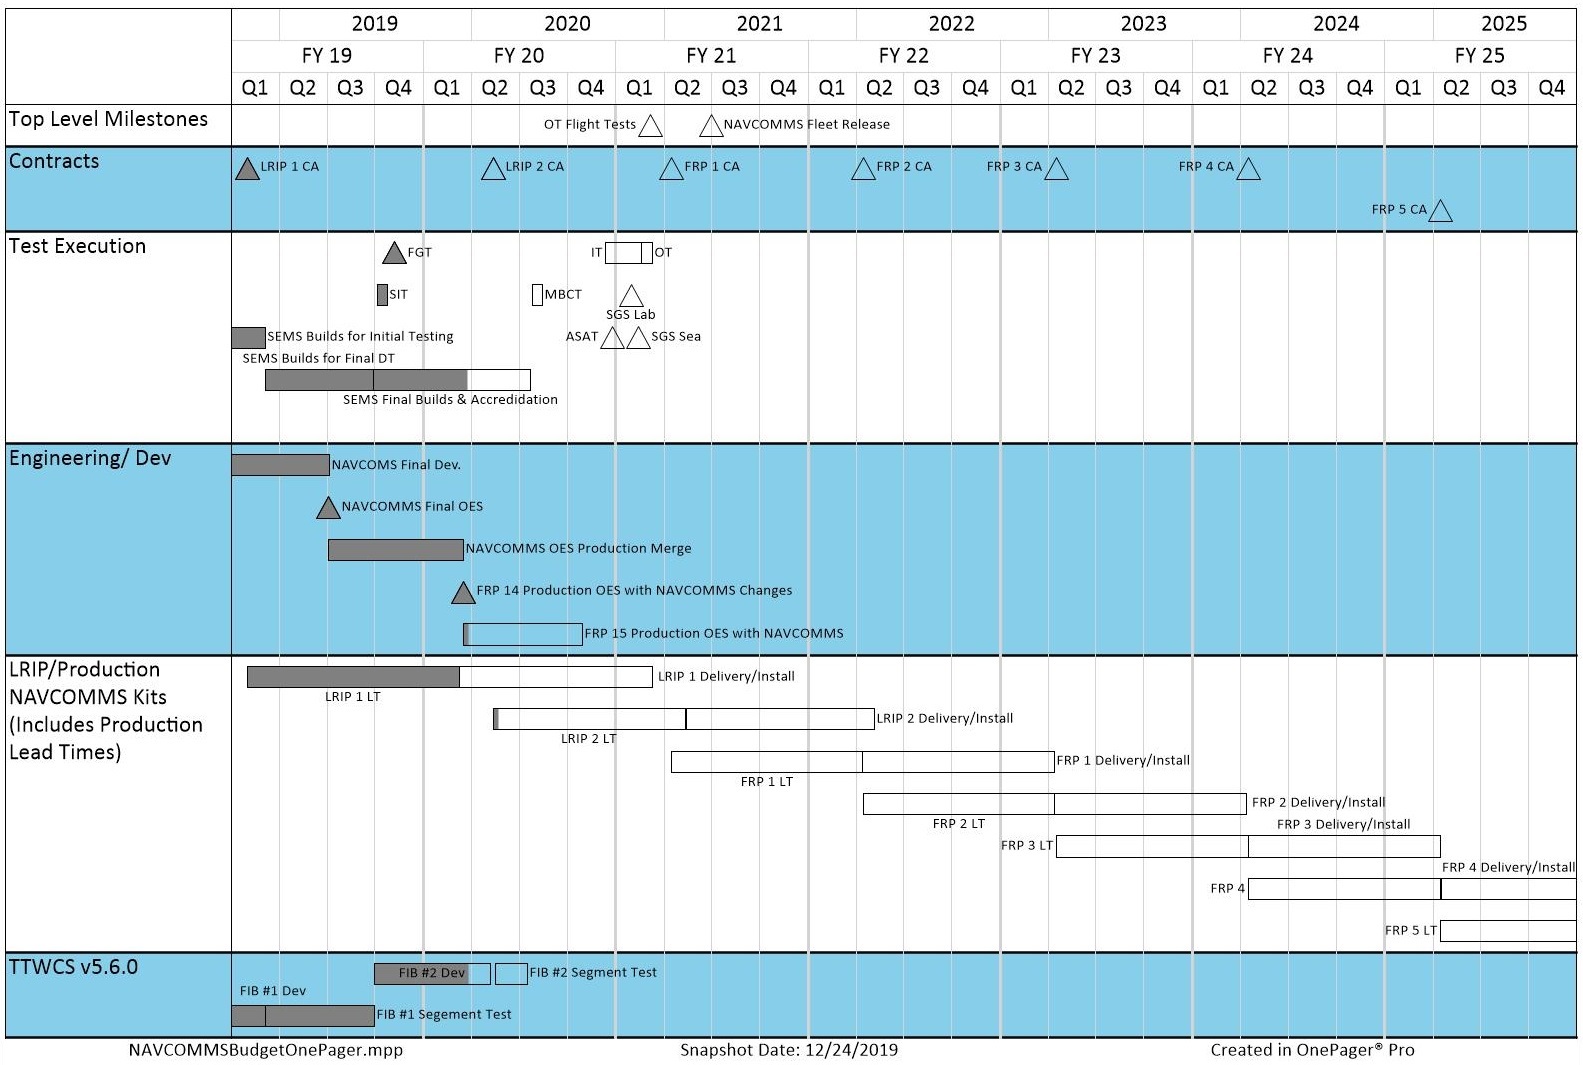 2019 2020 2021 2022 2023 2024 2025
FY 19 FY 20 FY 21 FY 22 FY 23 FY 24 FY 25
Q1 Q2 Q3 Q4 Q1 Q2 Q3 Q4 Q1 Q2 Q3 Q4 Q1 Q2 Q3 Q4 Q1 Q2 Q3 Q4 Q1 Q2 Q3 Q4 Q1 Q2 Q3 Q4
Top Level Milestones
OT Flight Tests NAVCOMMS Fleet Release
Contracts
LRIP 1 CA LRIP 2 CA FRP 1 CA FRP 2 CA FRP 3 CA FRP 4 CA
FRP 5 CA
Test Execution
FGT IT OT
SIT MBCT
SGS Lab
SEMS Builds for Initial Testing ASAT SGS Sea
SEMS Builds for Final DT
SEMS Final Builds & Accredidation
Engineering/ Dev
NAVCOMS Final Dev.
NAVCOMMS Final OES
NAVCOMMS OES Production Merge
FRP 14 Production OES with NAVCOMMS Changes
FRP 15 Production OES with NAVCOMMS
LRIP/Production
NAVCOMMS Kits
(Includes Production
Lead Times)
LRIP 1 Delivery/Install
LRIP 1 LT
LRIP 2 Delivery/Install
LRIP 2 LT
FRP 1 Delivery/Install
FRP 1 LT
FRP 2 Delivery/Install
FRP 2 LT
FRP 3 Delivery/Install
FRP 3 LT
FRP 4 Delivery/Install
FRP 4
FRP 5 LT
TTWCS v5.6.0
FIB #2 Dev FIB #2 Segment Test
FIB #1 Dev
FIB #1 Segement Test
NAVCOMMSBudgetOnePager.mpp Snapshot Date: 12/24/2019 Created in OnePager® Pro